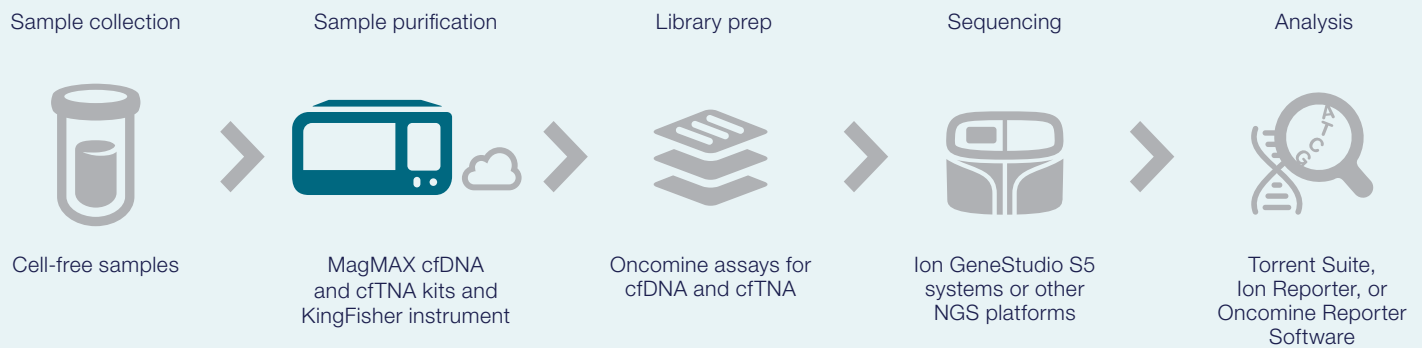 Sample collection
Sample purification
Library prep
Sequencing
Analysis
A
T
C
G
Cell-free samples
MagMAX cfDNA
and cfTNA kits and
KingFisher instrument
Oncomine assays for
cfDNA and cfTNA
Ion GeneStudio S5
systems or other
NGS platforms
Torrent Suite,
Ion Reporter, or
Oncomine Reporter
Software